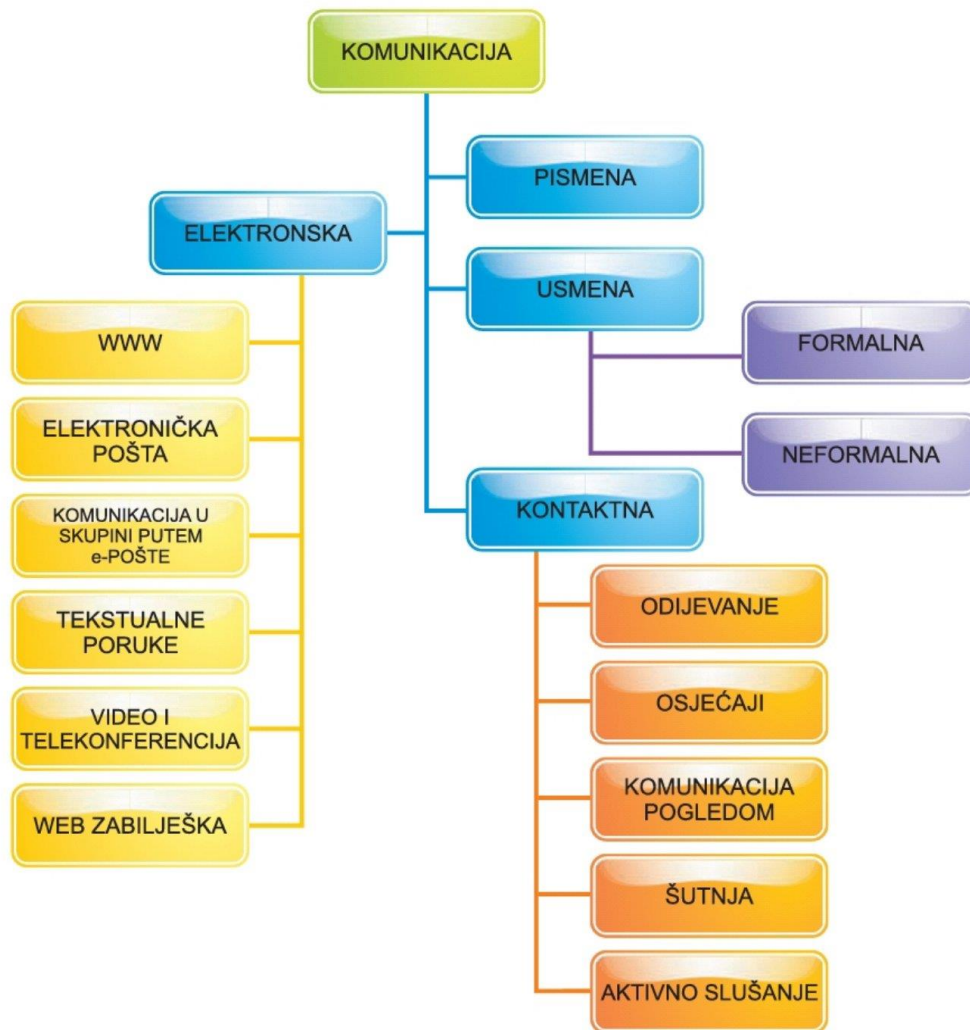 KOMUNIKACIJA
PISMENA
ELEKTRONSKA
USMENA
FORMALNA
NEFORMALNA
KONTAKTNA
WWW
ELEKTRONIČKA
POŠTA
KOMUNIKACIJA U
SKUPINI PUTEM
e-POŠTE
TEKSTUALNE
PORUKE
VIDEO I
TELEKONFERENCIJA
WEB ZABILJEŠKA
ODIJEVANJE
OSJEĆAJI
KOMUNIKACIJA
POGLEDOM
ŠUTNJA
AKTIVNO SLUŠANJE